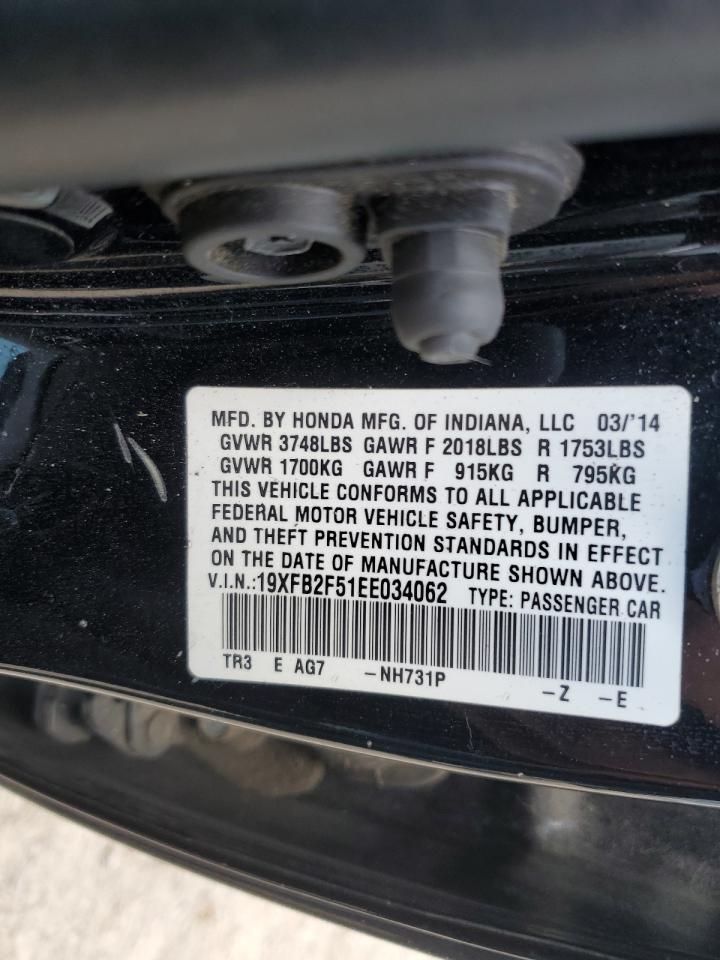 MFD. BY HONDA MFG. OF INDIANA, LLC 03/'14
GVWR 3748LBS GAWR F 2018LBS R 1753LBS
GVWR 1700KG GAWR F 915KG R 795KG
THIS VEHICLE CONFORMS TO ALL APPLICABLE
FEDERAL MOTOR VEHICLE SAFETY, BUMPER,
AND THEFT PREVENTION STANDARDS IN EFFECT
ON THE DATE OF MANUFACTURE SHOWN ABOVE.
V.I.N.:19XFB2F51EE034062 TYPE: PASSENGER CAR
TR3 E AG7 -NH731P -Z -E